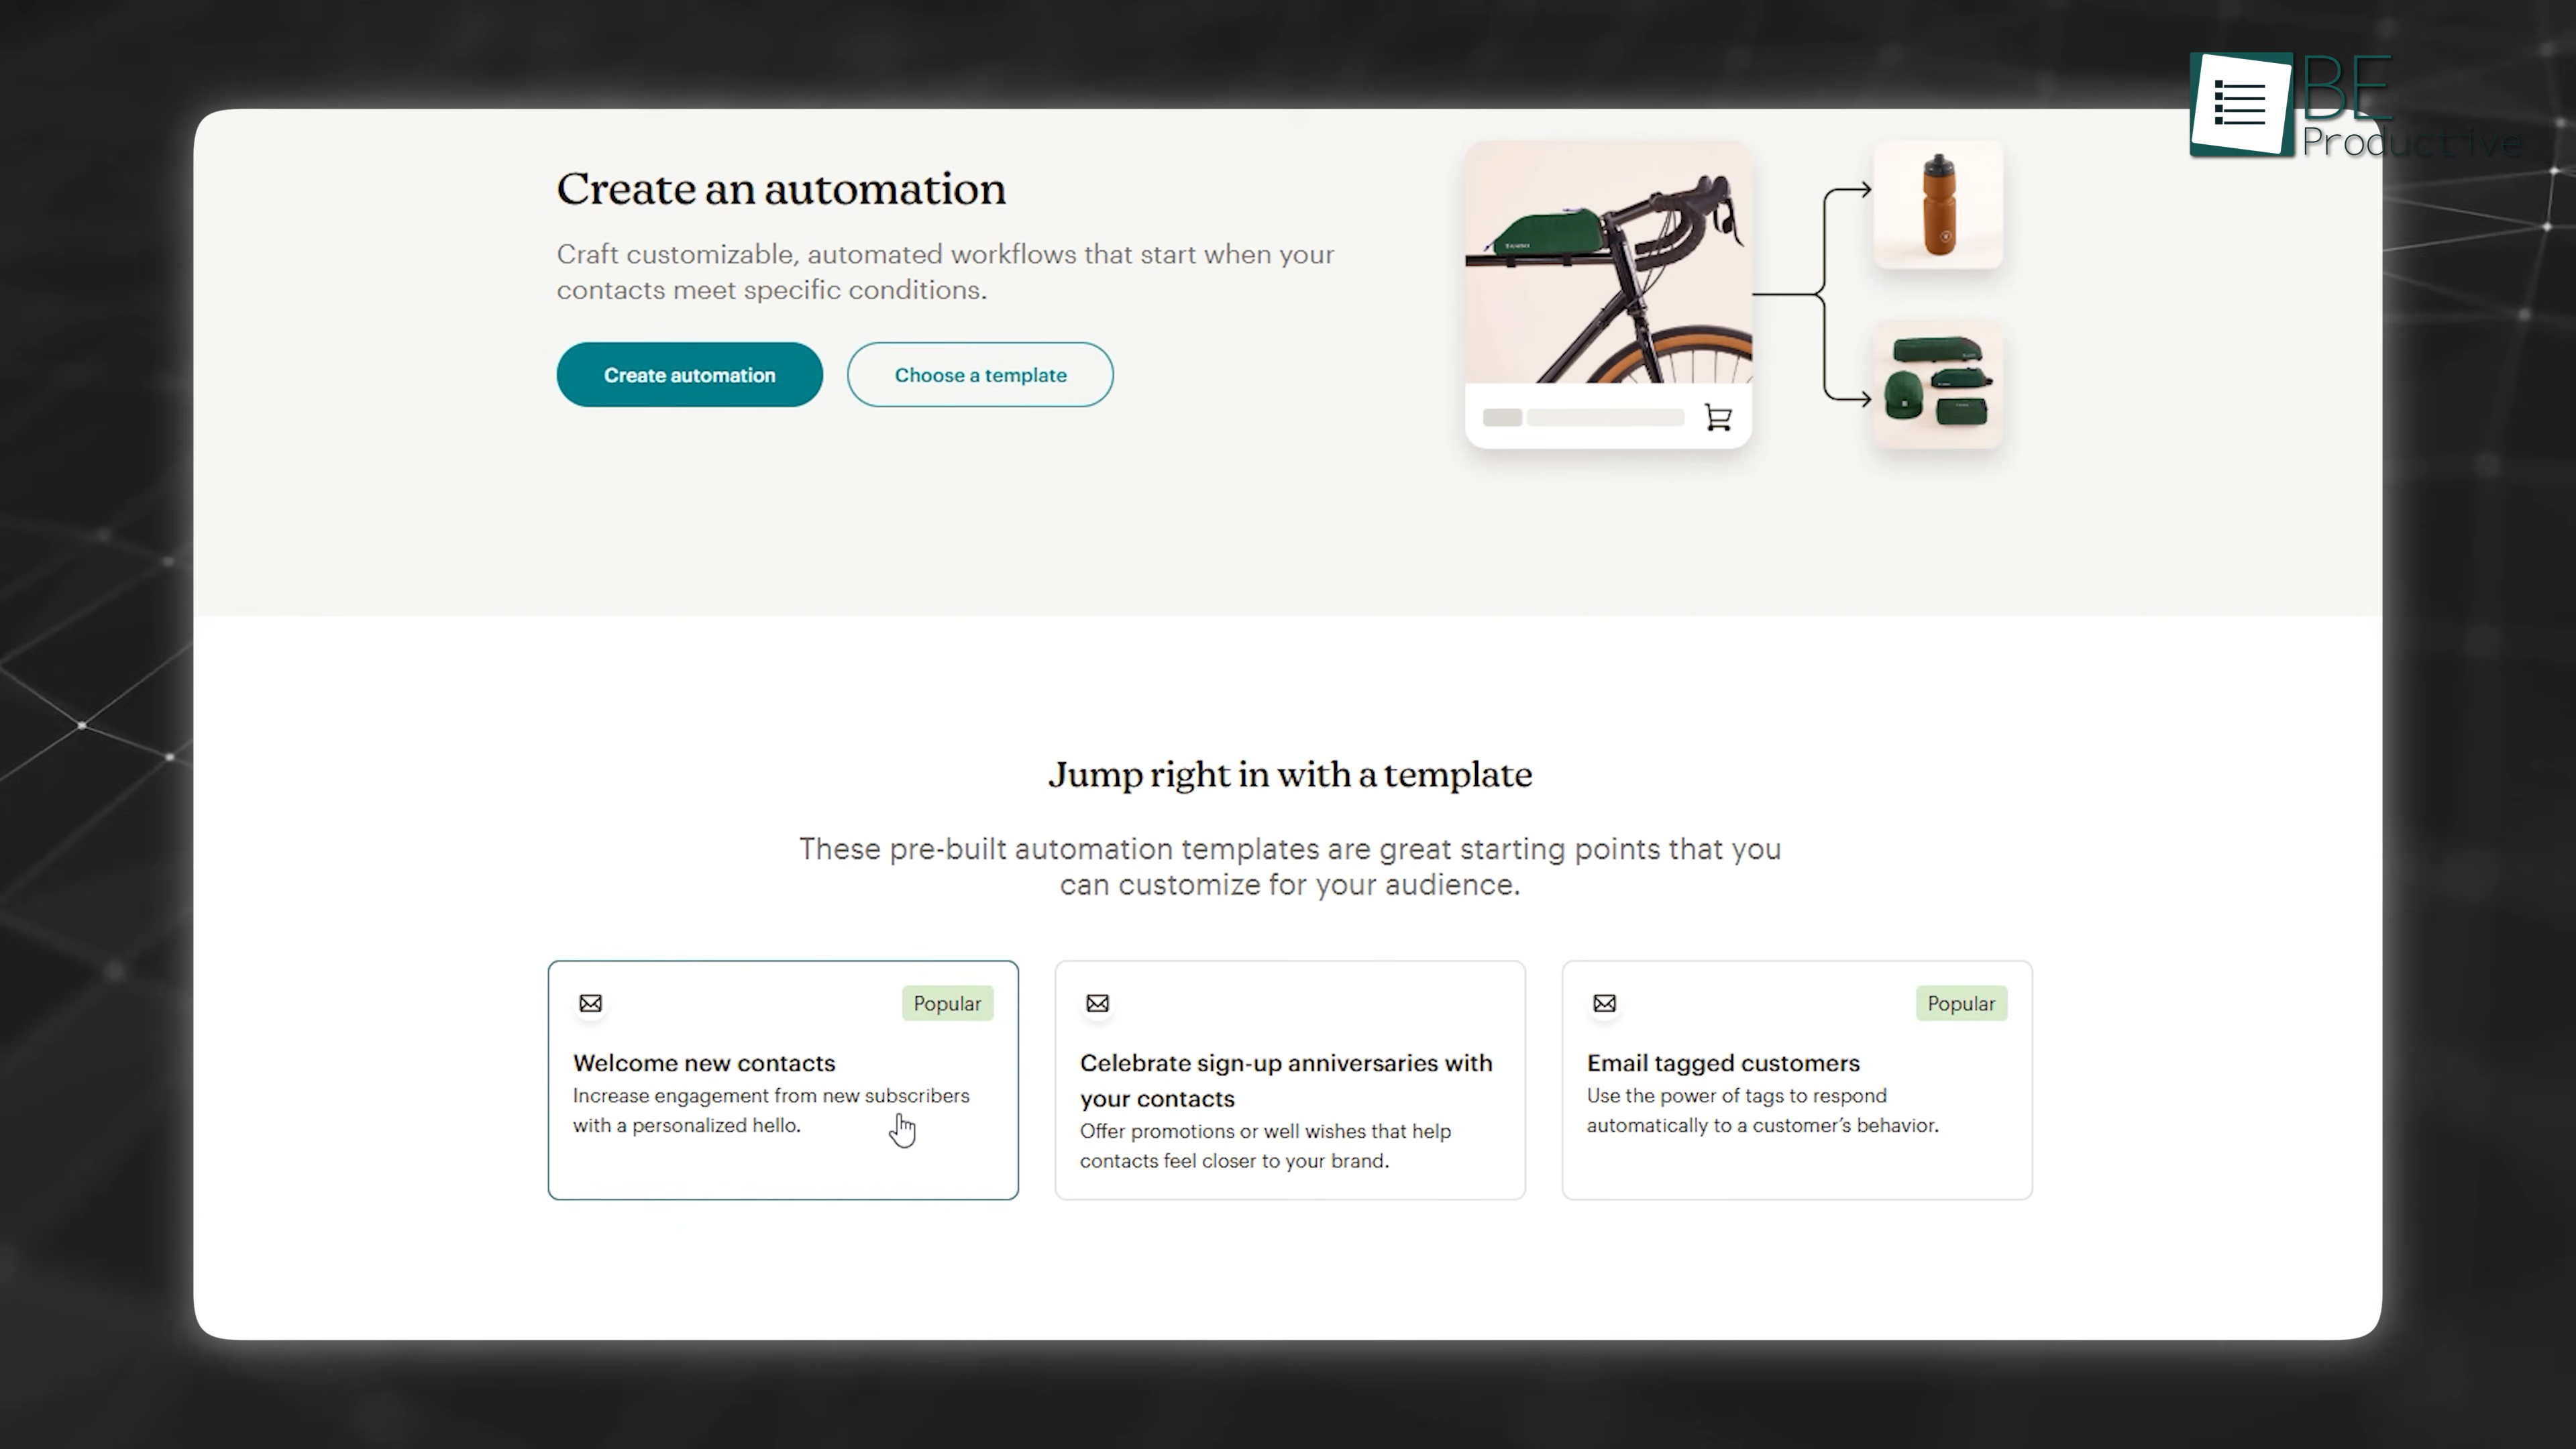 BE
Productive
Create an automation
Craft customizable, automated workflows that start when your
contacts meet specific conditions.
Create automation
Choose a template
Jump right in with a template
These pre-built automation templates are great starting points that you
can customize for your audience.
Popular
Welcome new contacts
Increase engagement from new subscribers
with a personalized hello.
Celebrate sign-up anniversaries with
your contacts
Offer promotions or well wishes that help
contacts feel closer to your brand.
Popular
Email tagged customers
Use the power of tags to respond
automatically to a customer’s behavior.